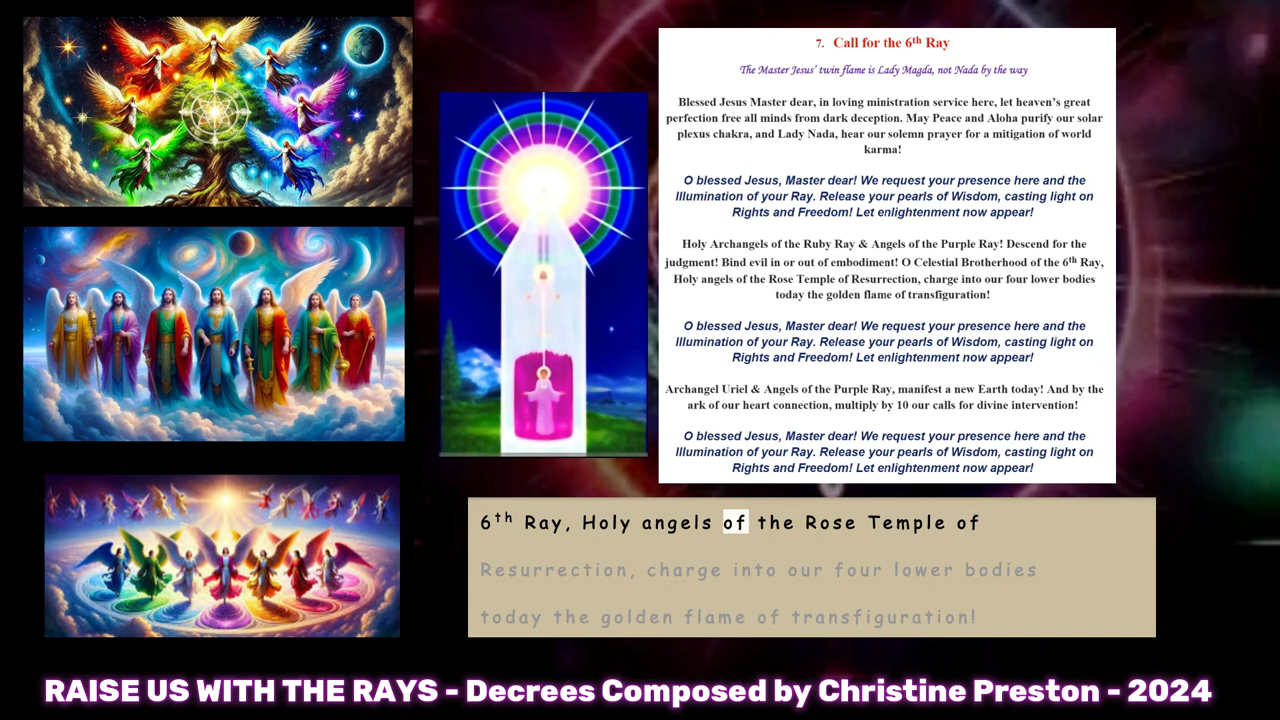 7. Call for the 6th Ray
The Master Jesus' twin flame is Lady Magda, not Nada by the way
Blessed Jesus Master dear, in loving ministration service here, let heaven's great
perfection free all minds from dark deception. May Peace and Aloha purify our solar
plexus chakra, and Lady Nada, hear our solemn prayer for a mitigation of world
karma!
O blessed Jesus, Master dear! We request your presence here and the
Illumination of your Ray. Release your pearls of Wisdom, casting light on
Rights and Freedom! Let enlightenment now appear!
Holy Archangels of the Ruby Ray & Angels of the Purple Ray! Descend for the
judgment! Bind evil in or out of embodiment! O Celestial Brotherhood of the 6th Ray,
Holy angels of the Rose Temple of Resurrection, charge into our four lower bodies
today the golden flame of transfiguration!
O blessed Jesus, Master dear! We request your presence here and the
Illumination of your Ray. Release your pearls of Wisdom, casting light on
Rights and Freedom! Let enlightenment now appear!
Archangel Uriel & Angels of the Purple Ray, manifest a new Earth today! And by the
ark of our heart connection, multiply by 10 our calls for divine intervention!
O blessed Jesus, Master dear! We request your presence here and the
Illumination of your Ray. Release your pearls of Wisdom, casting light on
Rights and Freedom! Let enlightenment now appear!
6th Ray, Holy angels of the Rose Temple of
Resurrection, charge into our four lower bodies
today the golden flame of transfiguration!
RAISE US WITH THE RAYS - Decrees Composed by Christine Preston - 2024